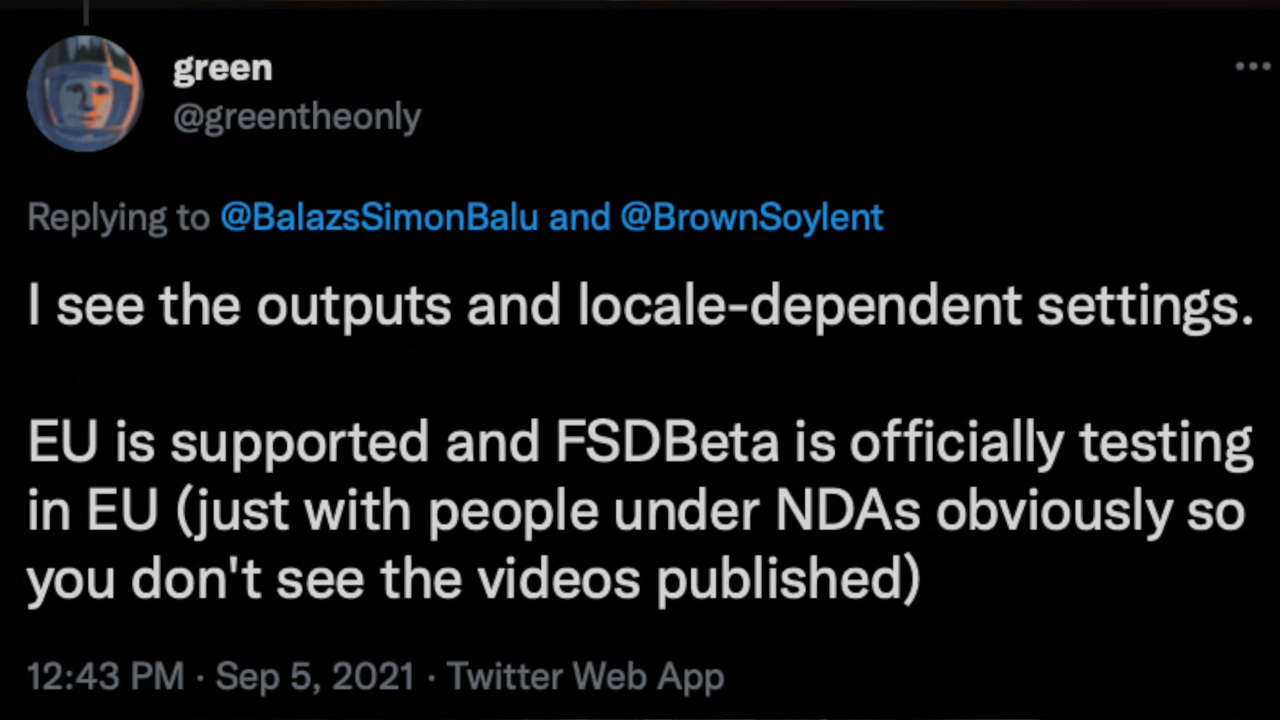 green
@greentheonly
Replying to @BalazsSimonBalu and @BrownSoylent
I see the outputs and locale-dependent settings.
EU is supported and FSDBeta is officially testing
in EU (just with people under NDAs obviously so
you don't see the videos published)
12:43 PM · Sep 5, 2021 · Twitter Web App